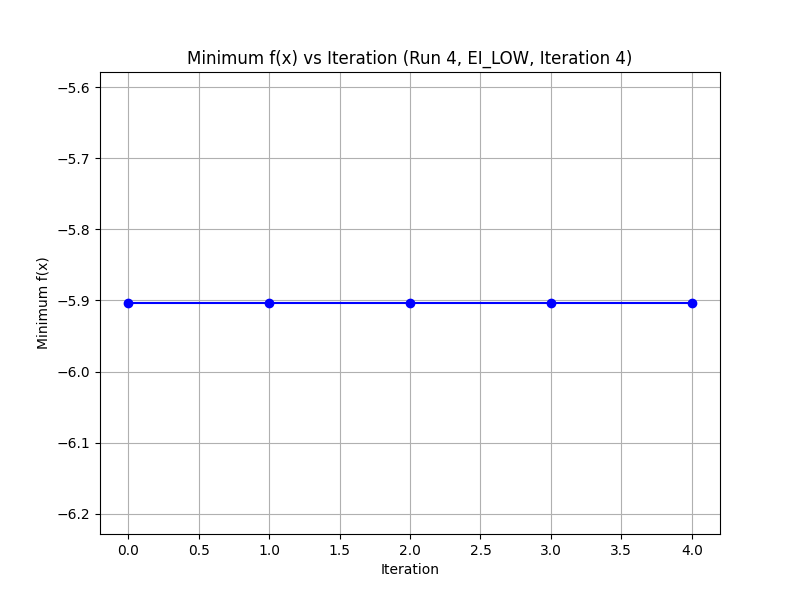 Minimum f(x) vs Iteration (Run 4, EI_LOW, Iteration 4)
−5.6
−5.7
−5.8
−5.9
−6.0
−6.1
−6.2
Minimum f(x)
0.0 0.5 1.0 1.5 2.0 2.5 3.0 3.5 4.0
Iteration